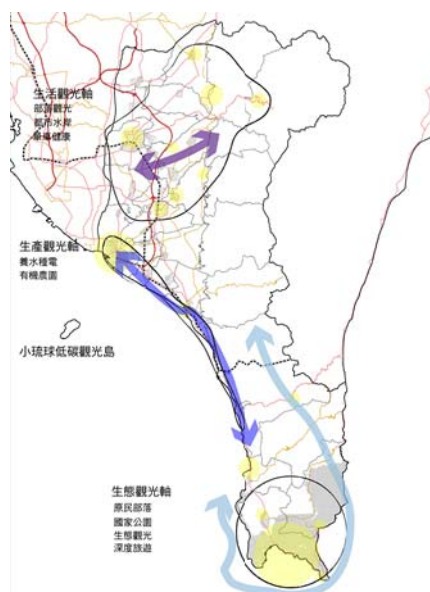 生活觀光軸
部落觀光
都市水岸
健康
生產觀光軸
養水種電
有機農園
小琉球低碳觀光島
生態觀光軸
原民部落
國家公園
生態觀光
深度旅遊